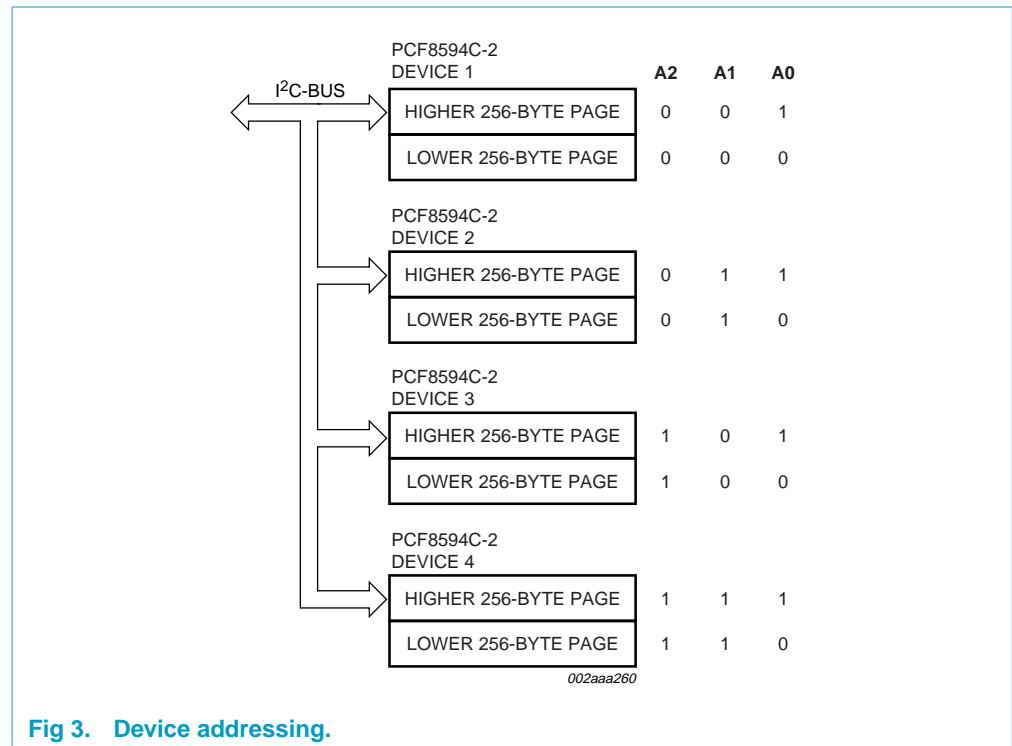 PCF8594C-2
DEVICE 1 A2 A1 A0
I2C-BUS
HIGHER 256-BYTE PAGE 0 0 1
LOWER 256-BYTE PAGE 0 0 0
PCF8594C-2
DEVICE 2
HIGHER 256-BYTE PAGE 0 1 1
LOWER 256-BYTE PAGE 0 1 0
PCF8594C-2
DEVICE 3
HIGHER 256-BYTE PAGE 1 0 1
LOWER 256-BYTE PAGE 1 0 0
PCF8594C-2
DEVICE 4
HIGHER 256-BYTE PAGE 1 1 1
LOWER 256-BYTE PAGE 1 1 0
002aaa260
Fig 3. Device addressing.